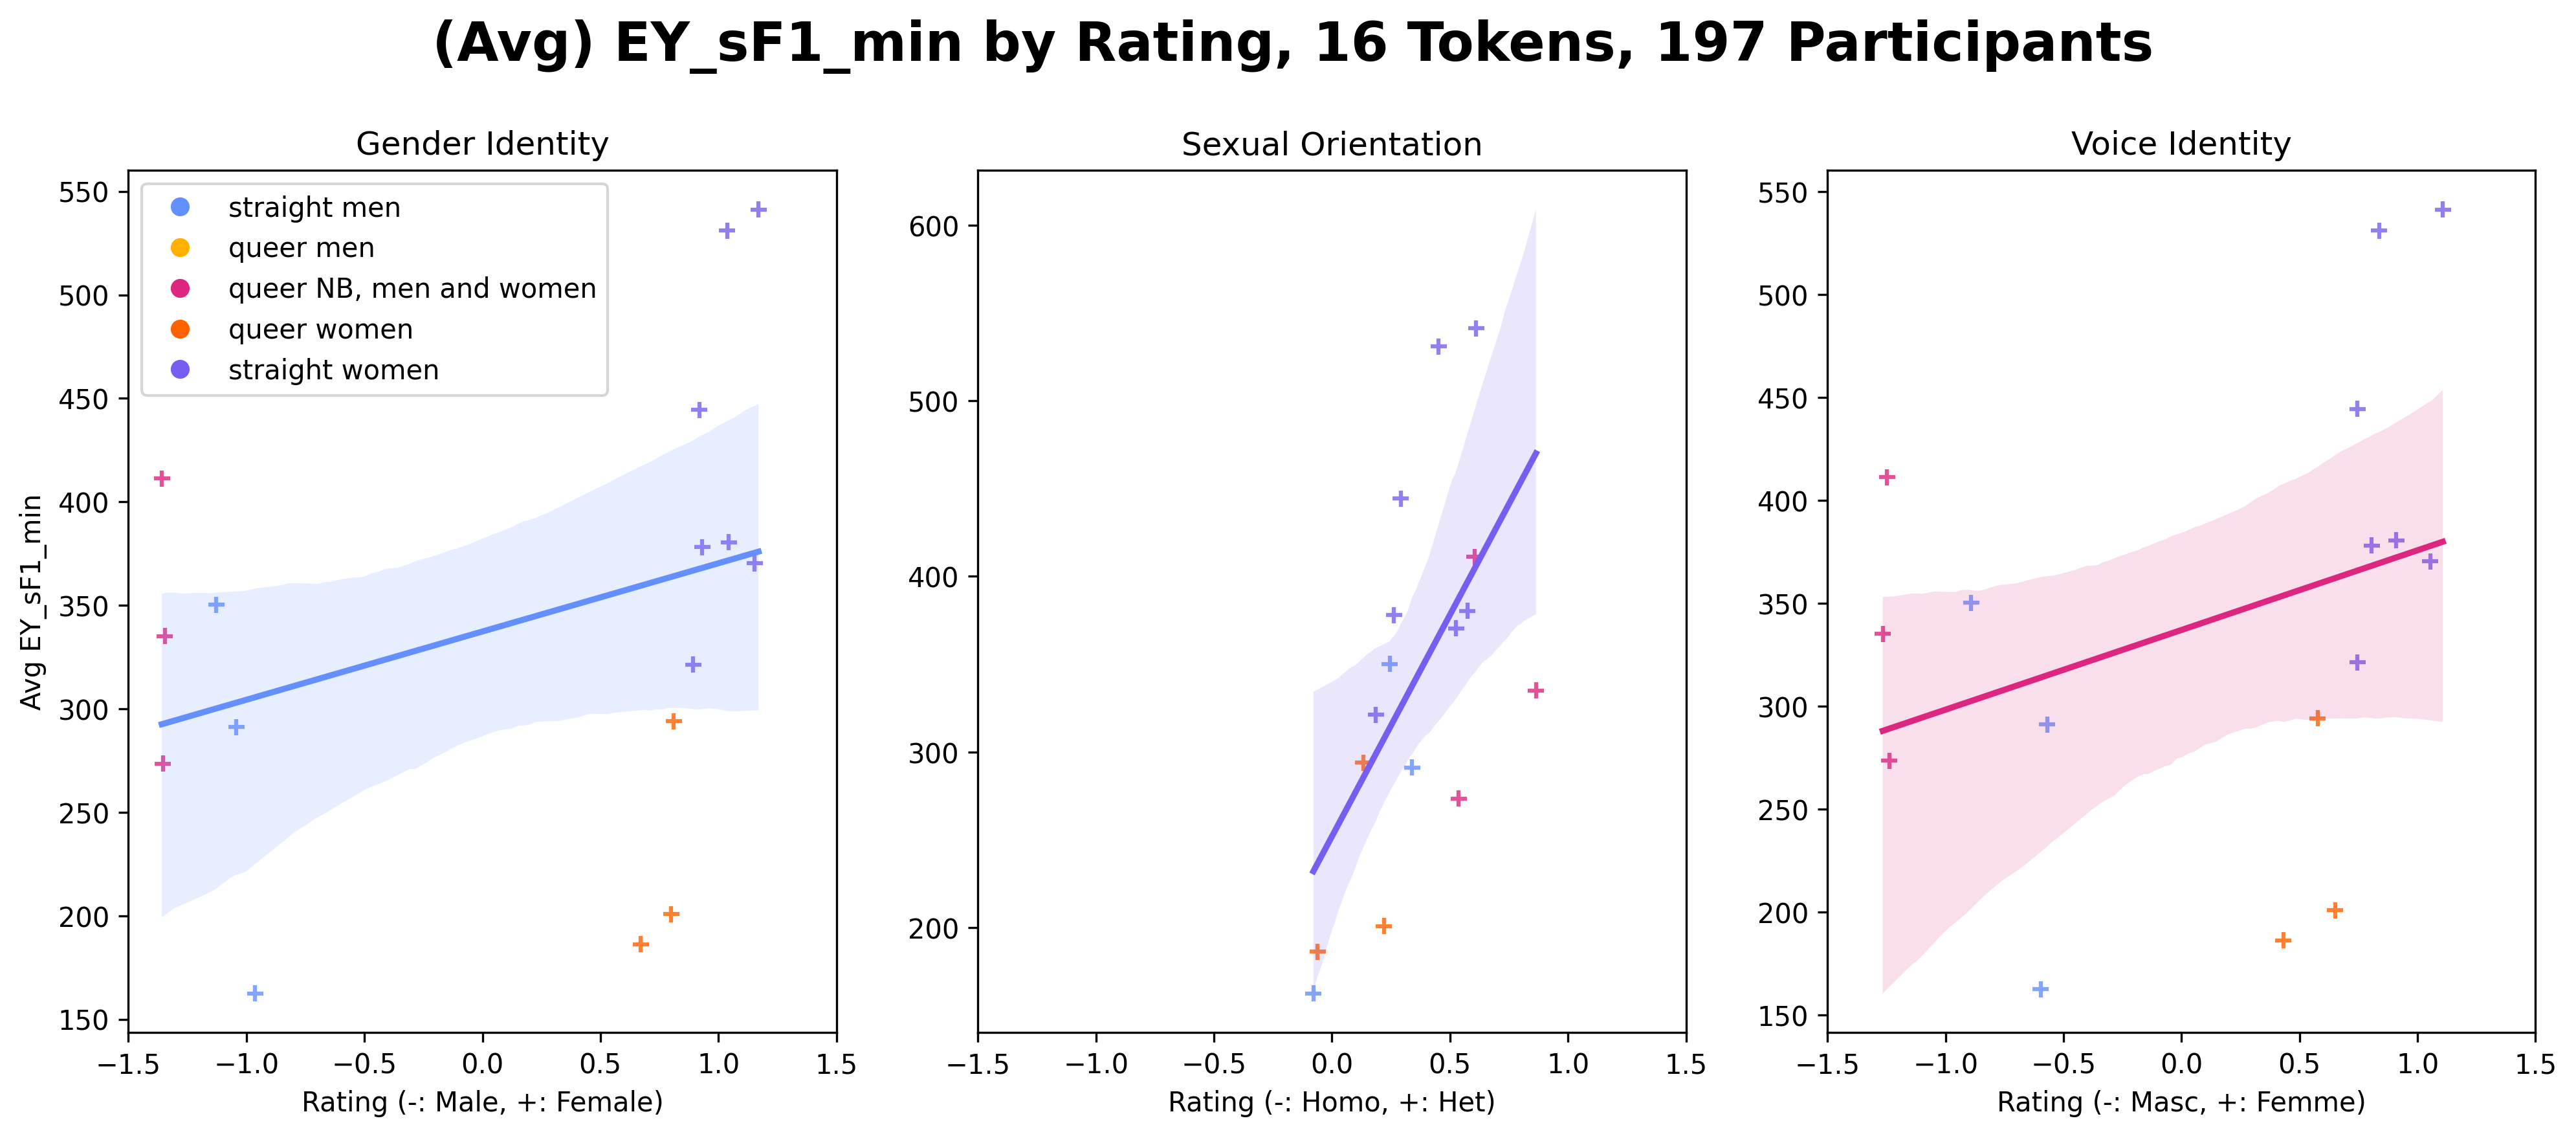 (Avg) EY_sF1_min by Rating, 16 Tokens, 197 Participants
Gender Identity
straight men
queer men
queer NB, men and women
queer women
straight women
550
500
450
400
350
300
250
200
150
Avg EY_sF1_min
−1.5 −1.0 −0.5 0.0 0.5 1.0 1.5
Rating (-: Male, +: Female)
Sexual Orientation
600
500
400
300
200
−1.5 −1.0 −0.5 0.0 0.5 1.0 1.5
Rating (-: Homo, +: Het)
Voice Identity
550
500
450
400
350
300
250
200
150
−1.5 −1.0 −0.5 0.0 0.5 1.0 1.5
Rating (-: Masc, +: Femme)